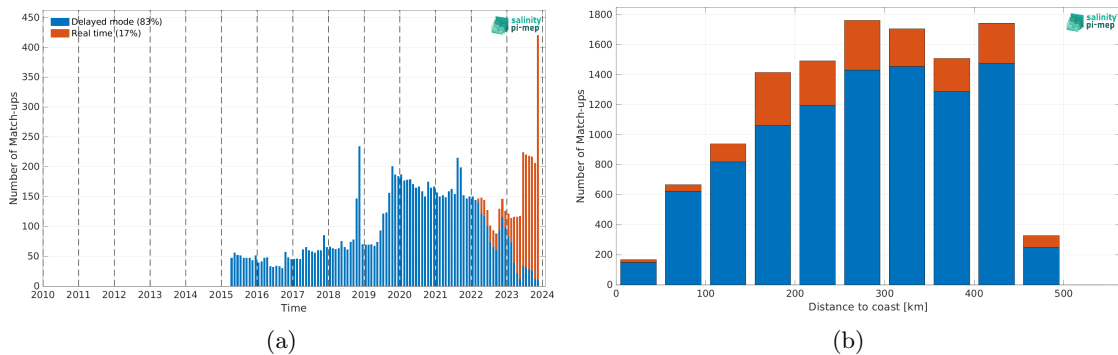 Delayed mode (83%)
Real time (17%)
salinity
pi-mep
450
400
350
300
250
200
150
100
50
0
Number of Match-ups
2010 2011 2012 2013 2014 2015 2016 2017 2018 2019 2020 2021 2022 2023 2024
Time
(a)
salinity
pi-mep
1800
1600
1400
1200
1000
800
600
400
200
0
Number of Match-ups
0 100 200 300 400 500
Distance to coast [km]
(b)